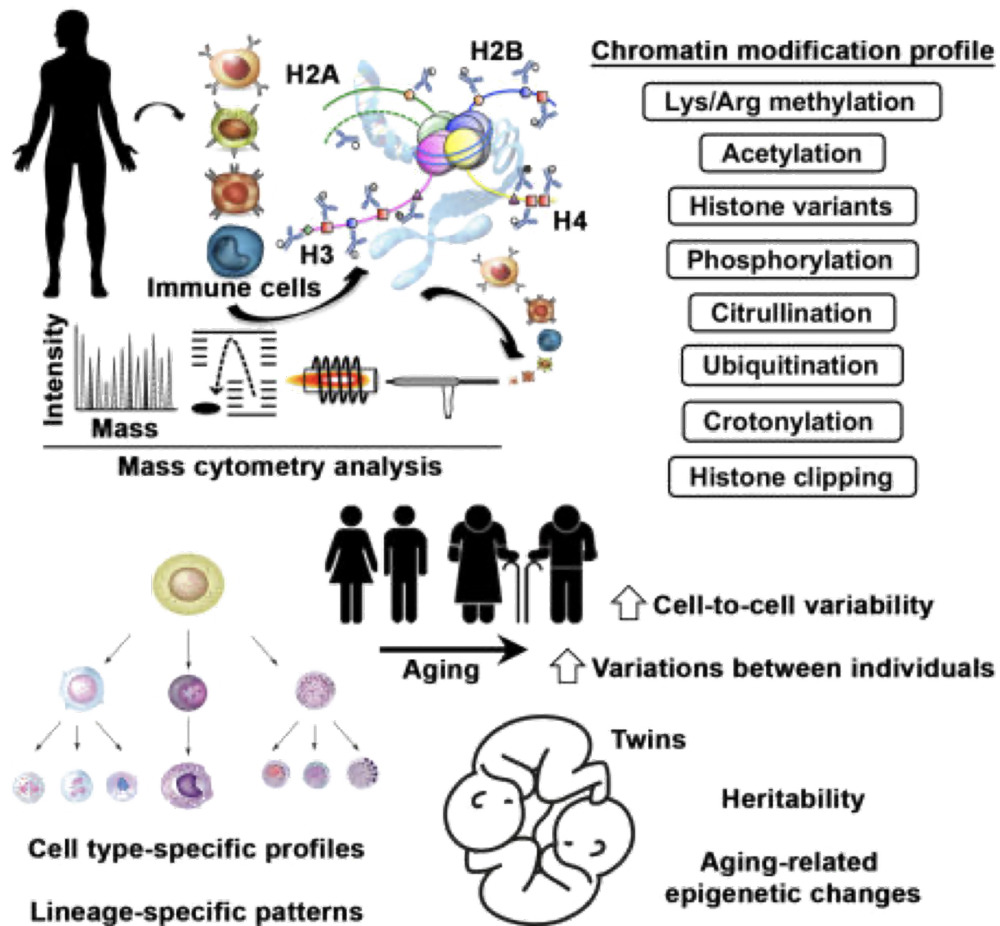 H2A
H2B
H3
H4
Immune cells
Intensity
Mass
Mass cytometry analysis
Chromatin modification profile
Lys/Arg methylation
Acetylation
Histone variants
Phosphorylation
Citrullination
Ubiquitination
Crotonylation
Histone clipping
Aging
Cell-to-cell variability
Variations between individuals
Cell type-specific profiles
Lineage-specific patterns
Twins
Heritability
Aging-related
epigenetic changes